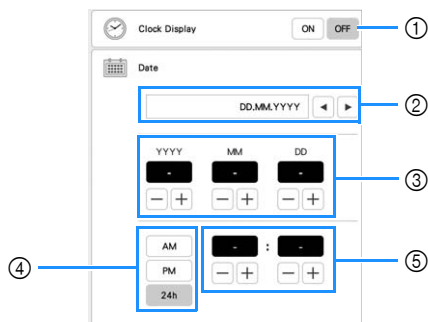 Clock Display ON OFF ①
Date
DD.MM.YYYY ◄ ► ②
YYYY MM DD
- - -
− + − + − + ③
AM - : -
④ PM − + − + ⑤
24h